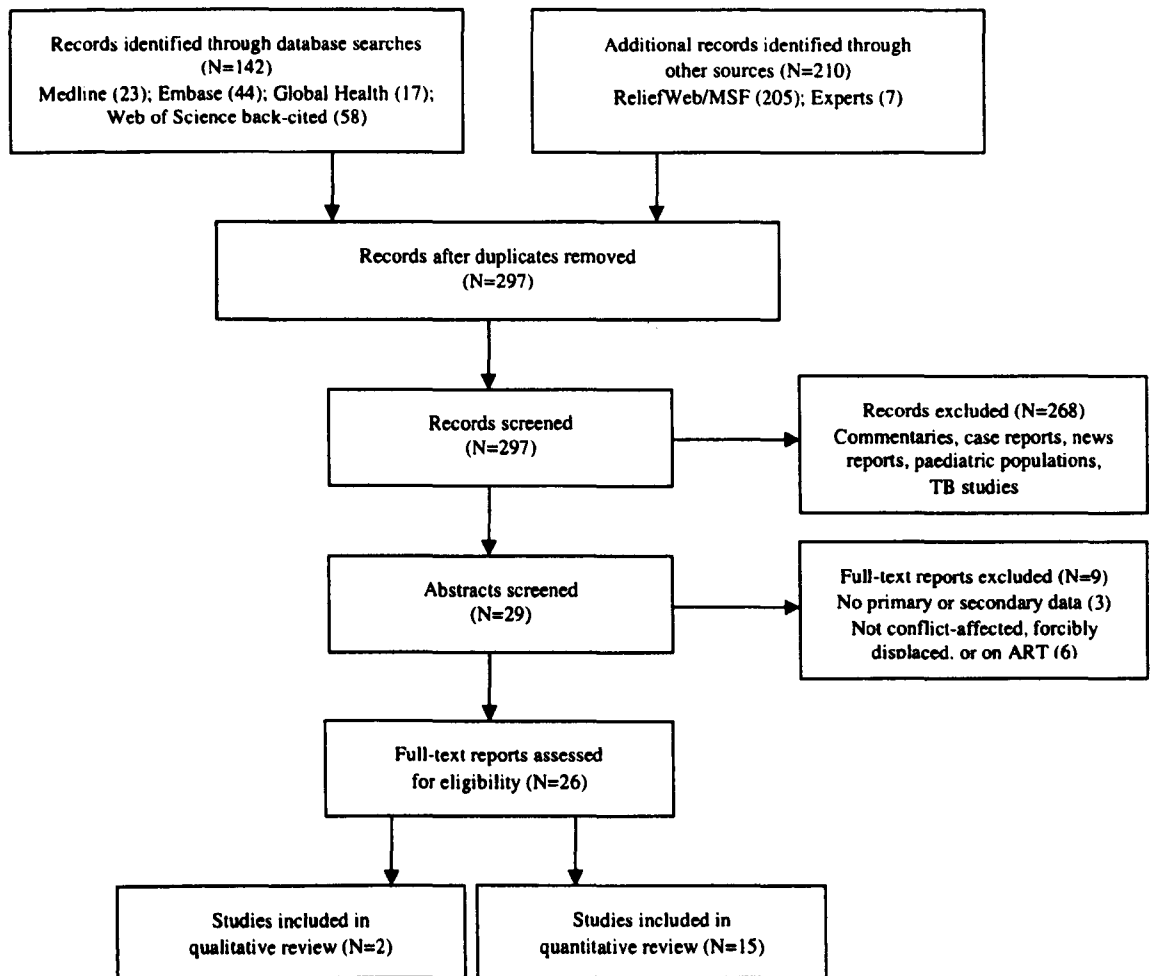 Records identified through database searches
(N=142)
Medline (23); Embase (44); Global Health (17);
Web of Science back-cited (58)
Additional records identified through
other sources (N=210)
ReliefWeb/MSF (205); Experts (7)
Records after duplicates removed
(N=297)
Records screened
(N=297)
Records excluded (N=268)
Commentaries, case reports, news
reports, paediatric populations,
TB studies
Abstracts screened
(N=29)
Full-text reports excluded (N=9)
No primary or secondary data (3)
Not conflict-affected, forcibly
displaced, or on ART (6)
Full-text reports assessed
for eligibility (N=26)
Studies included in
qualitative review (N=2)
Studies included in
quantitative review (N=15)